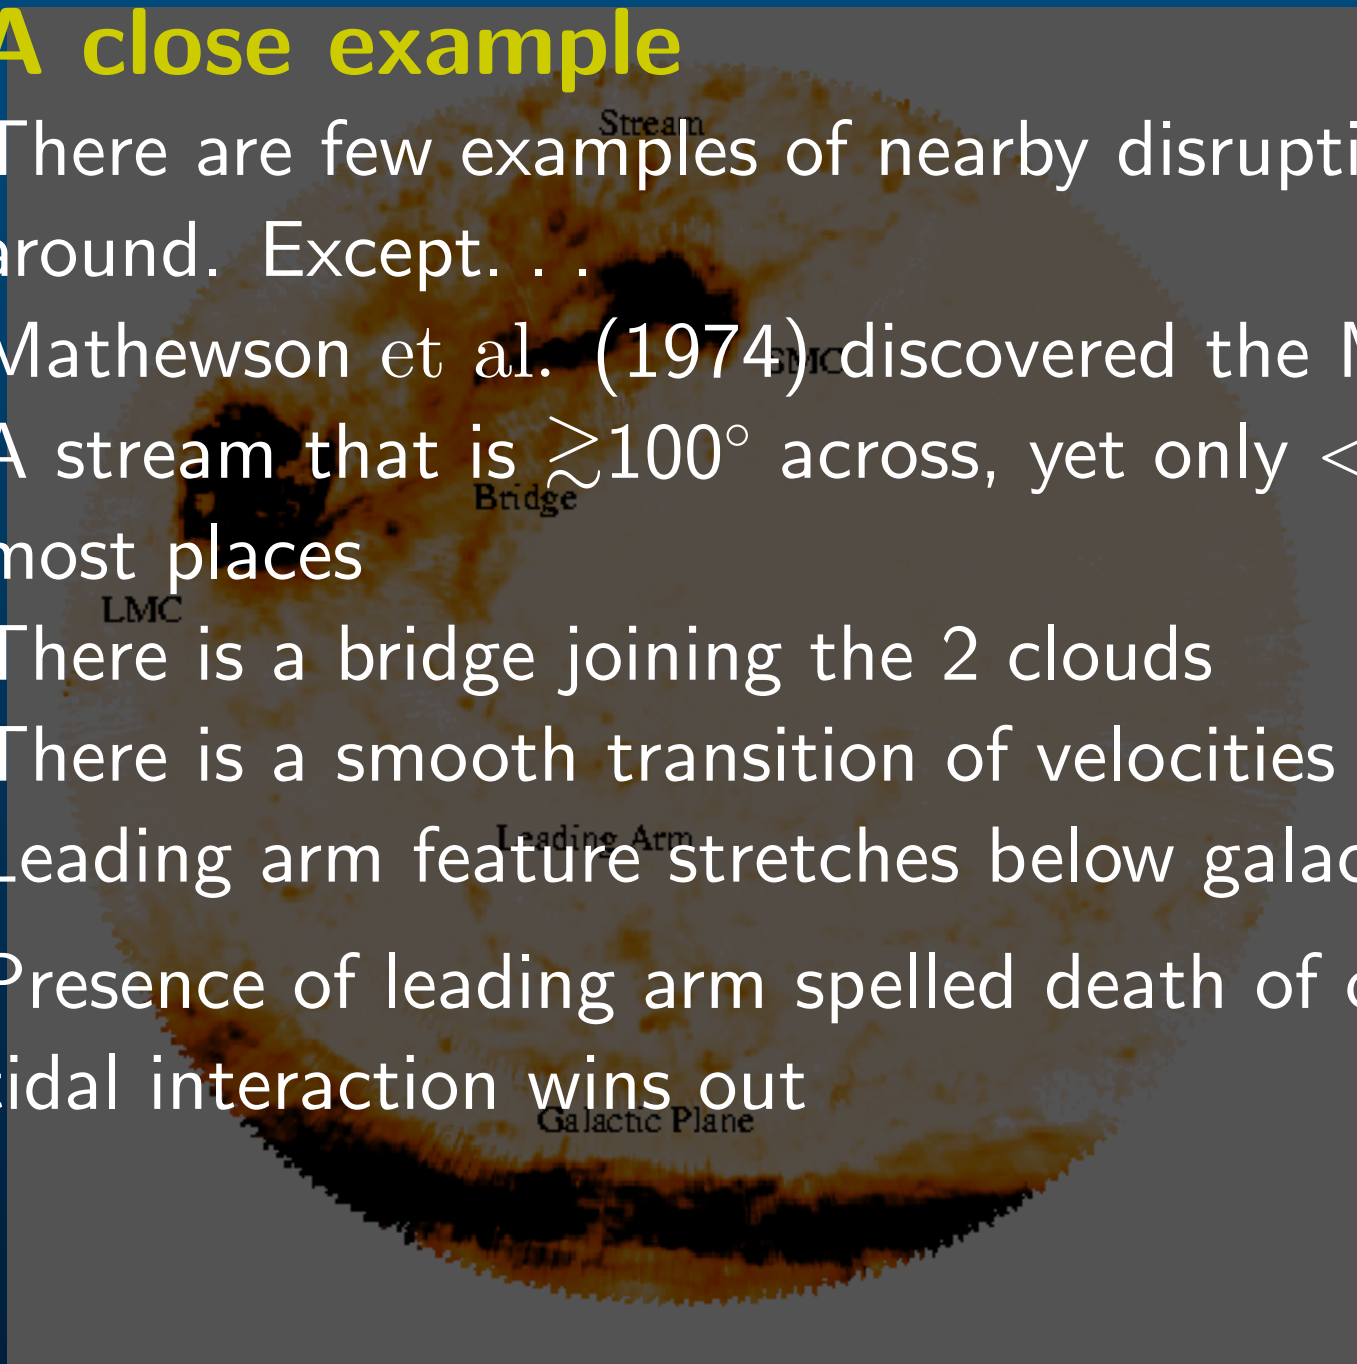 A close example
Stream
There are few examples of nearby disrupti
around. Except. . .
Mathewson et al. (1974) discovered the M
SMC
A stream that is ≳100° across, yet only <
Bridge
most places
LMC
There is a bridge joining the 2 clouds
There is a smooth transition of velocities
Leading Arm
Leading arm feature stretches below galac
Presence of leading arm spelled death of
tidal interaction wins out
Galactic Plane